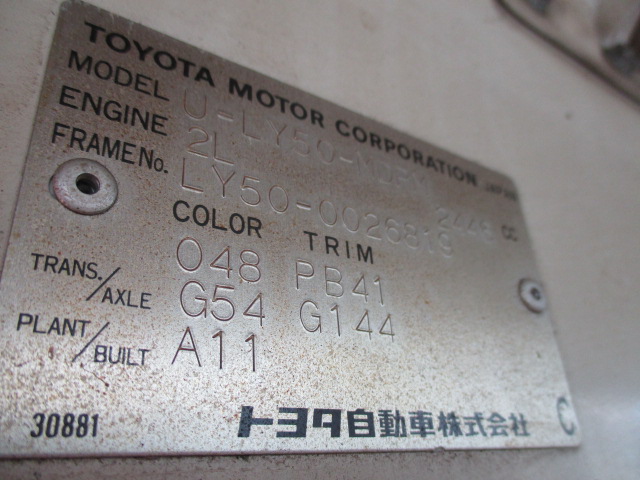 TOYOTA MOTOR CORPORATION JAPAN
MODEL U-LY50-MDRY
ENGINE 2L 2446 CC
FRAME No. LY50-0026819
COLOR TRIM
048 PB41
TRANS./AXLE G54 G144
PLANT/BUILT A11
30881 トヨタ自動車株式会社 C